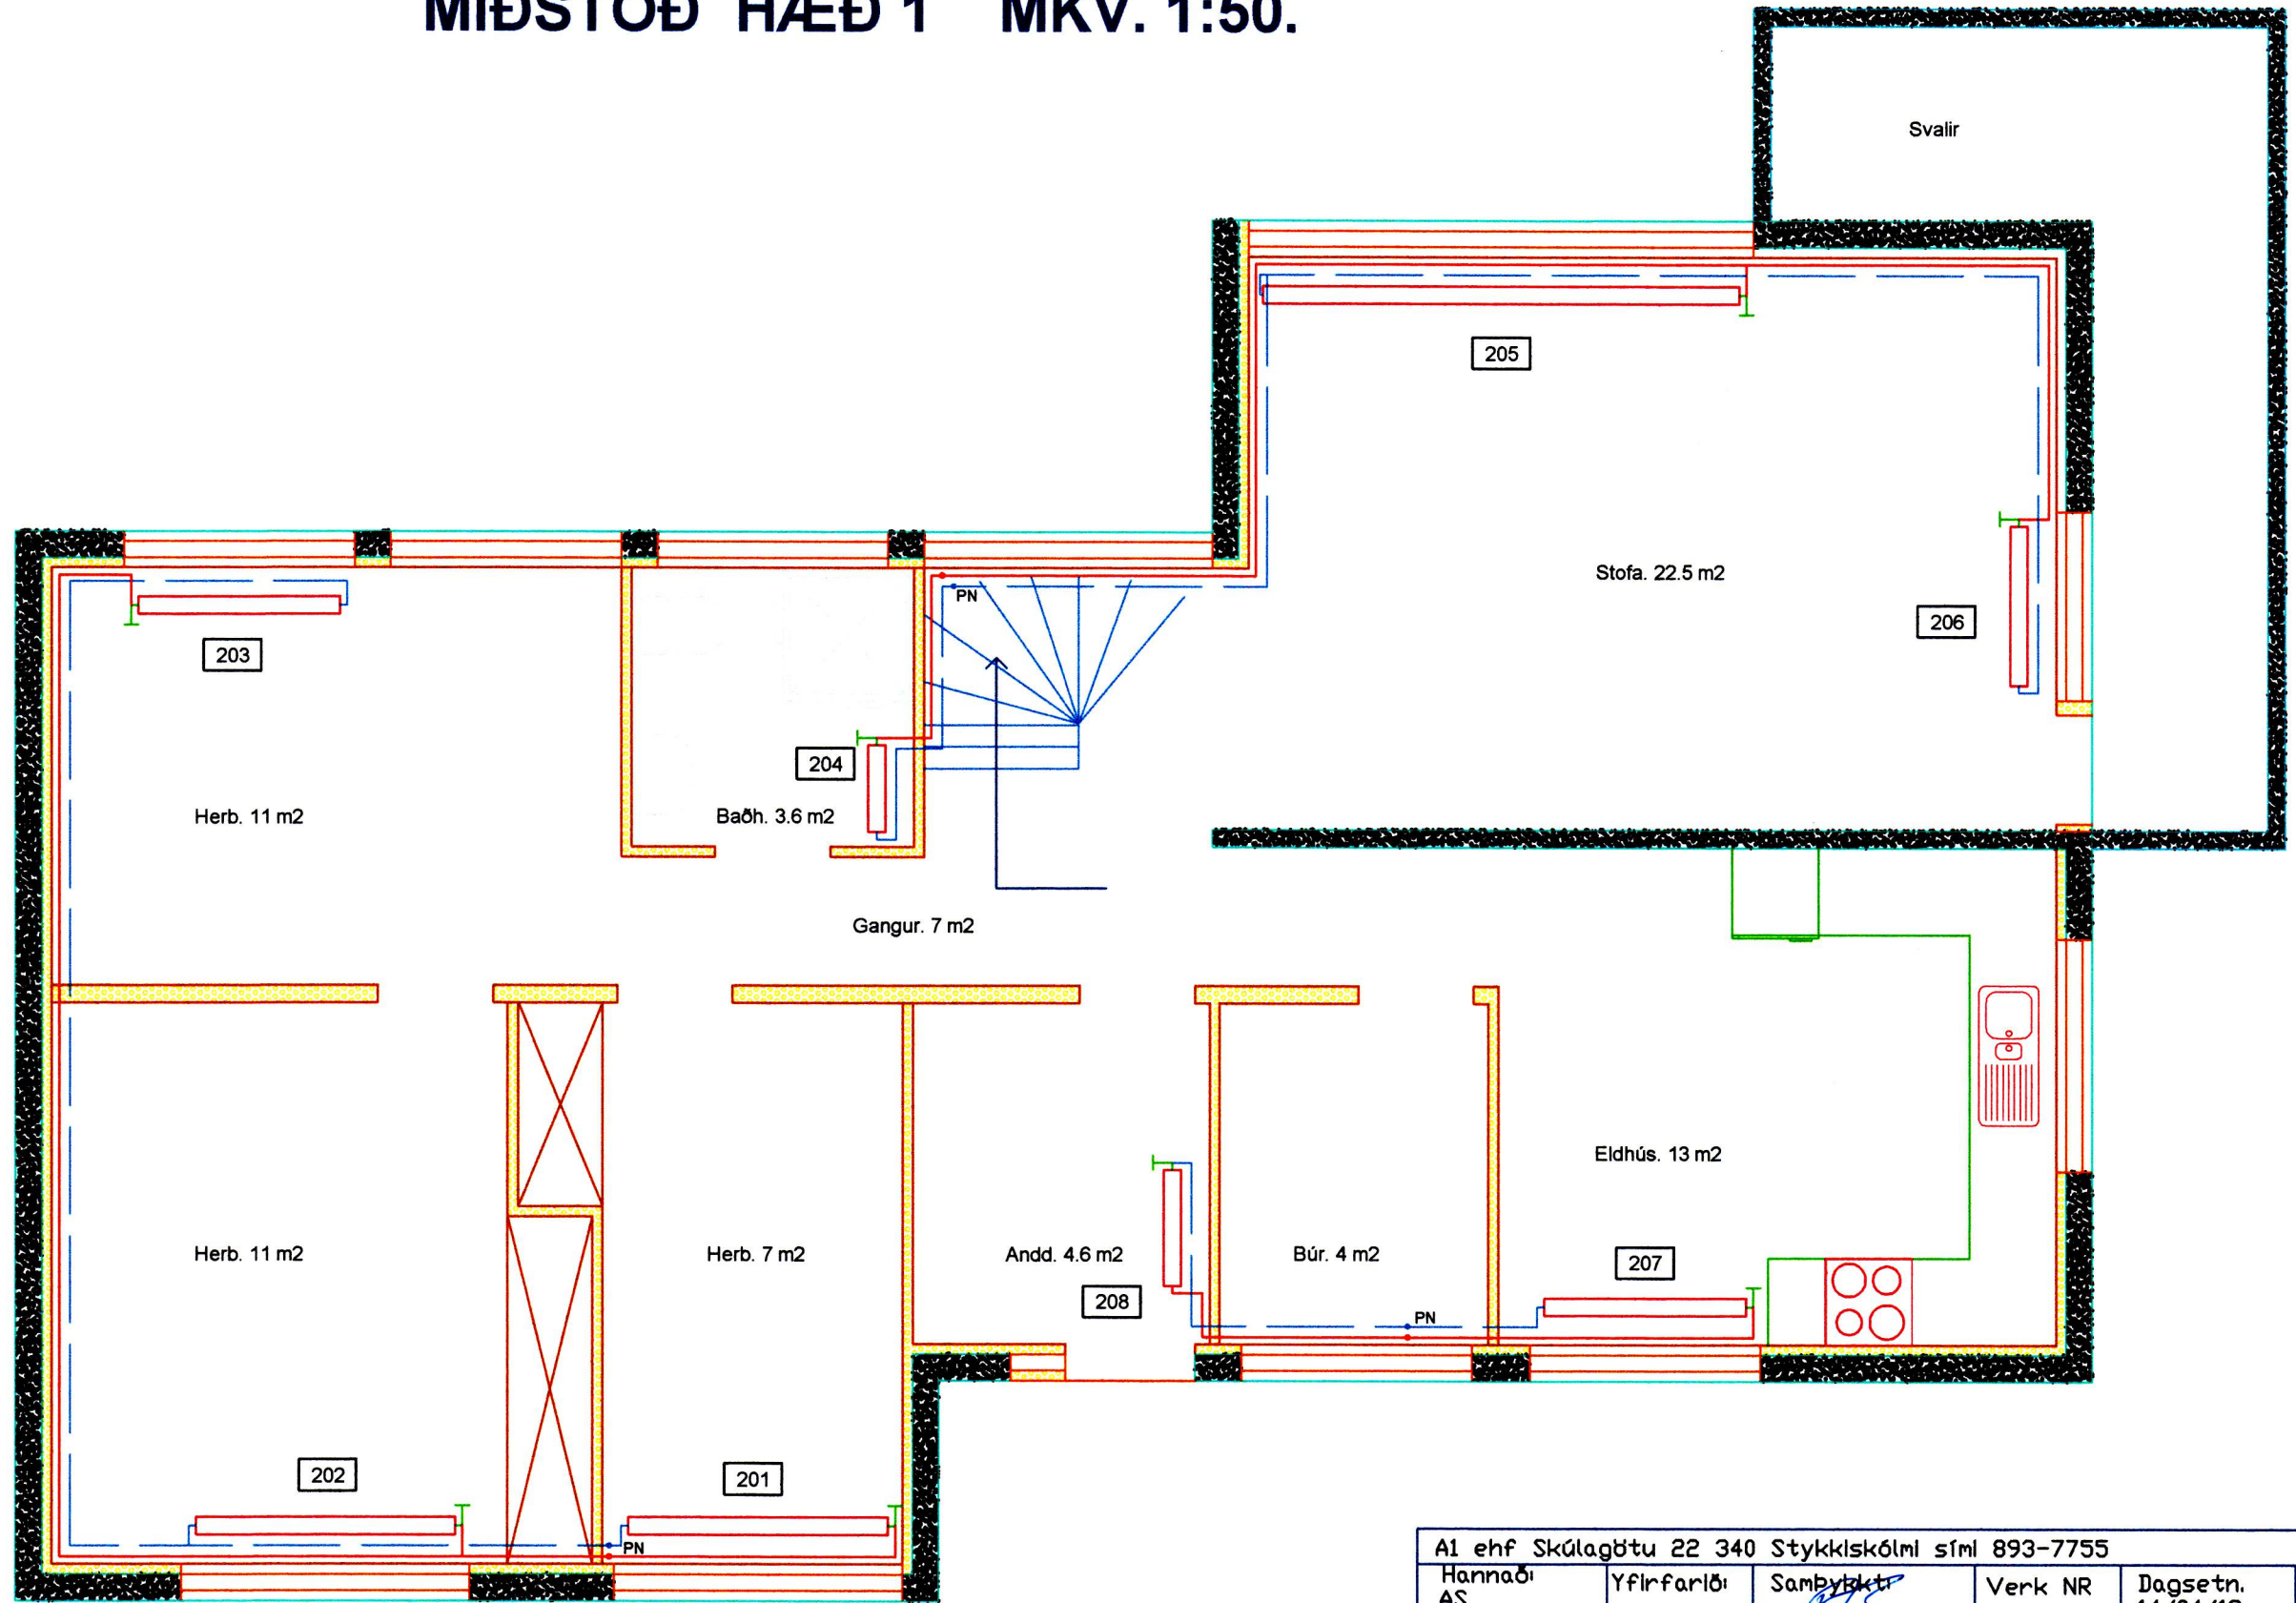 MIÐSTÖÐ HÆÐ 1 MKV. 1:50.
Svalir
205
Stofa. 22.5 m2
206
PN
203
204
Herb. 11 m2
Baðh. 3.6 m2
Gangur. 7 m2
Eldhús. 13 m2
Herb. 11 m2
Herb. 7 m2
Andd. 4.6 m2
Búr. 4 m2
207
208
PN
202
201
PN
A1 ehf Skúlagötu 22 340 Stykkiskólmi sími 893-7755
Hannað: Yfirfarið: Samþykkt: Verk NR Dagsetn.
AS